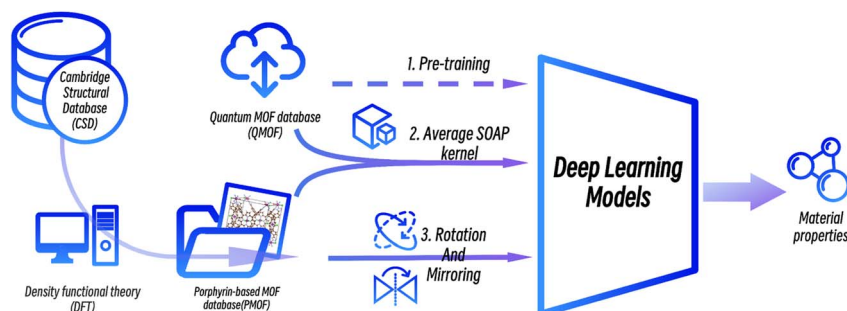 Cambridge
Structural
Database
(CSD)
Quantum MOF database
(QMOF)
1. Pre-training
2. Average SOAP
kernel
Deep Learning
Models
3. Rotation
And
Mirroring
Material
properties
Density functional theory
(DFT)
Porphyrin-based MOF
database(PMOF)